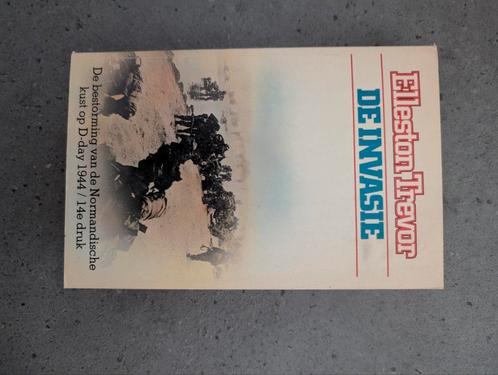 Elleston Trevor
DE INVASIE
De bestorming van de Normandische
kust op D-day 1944 / 14e druk